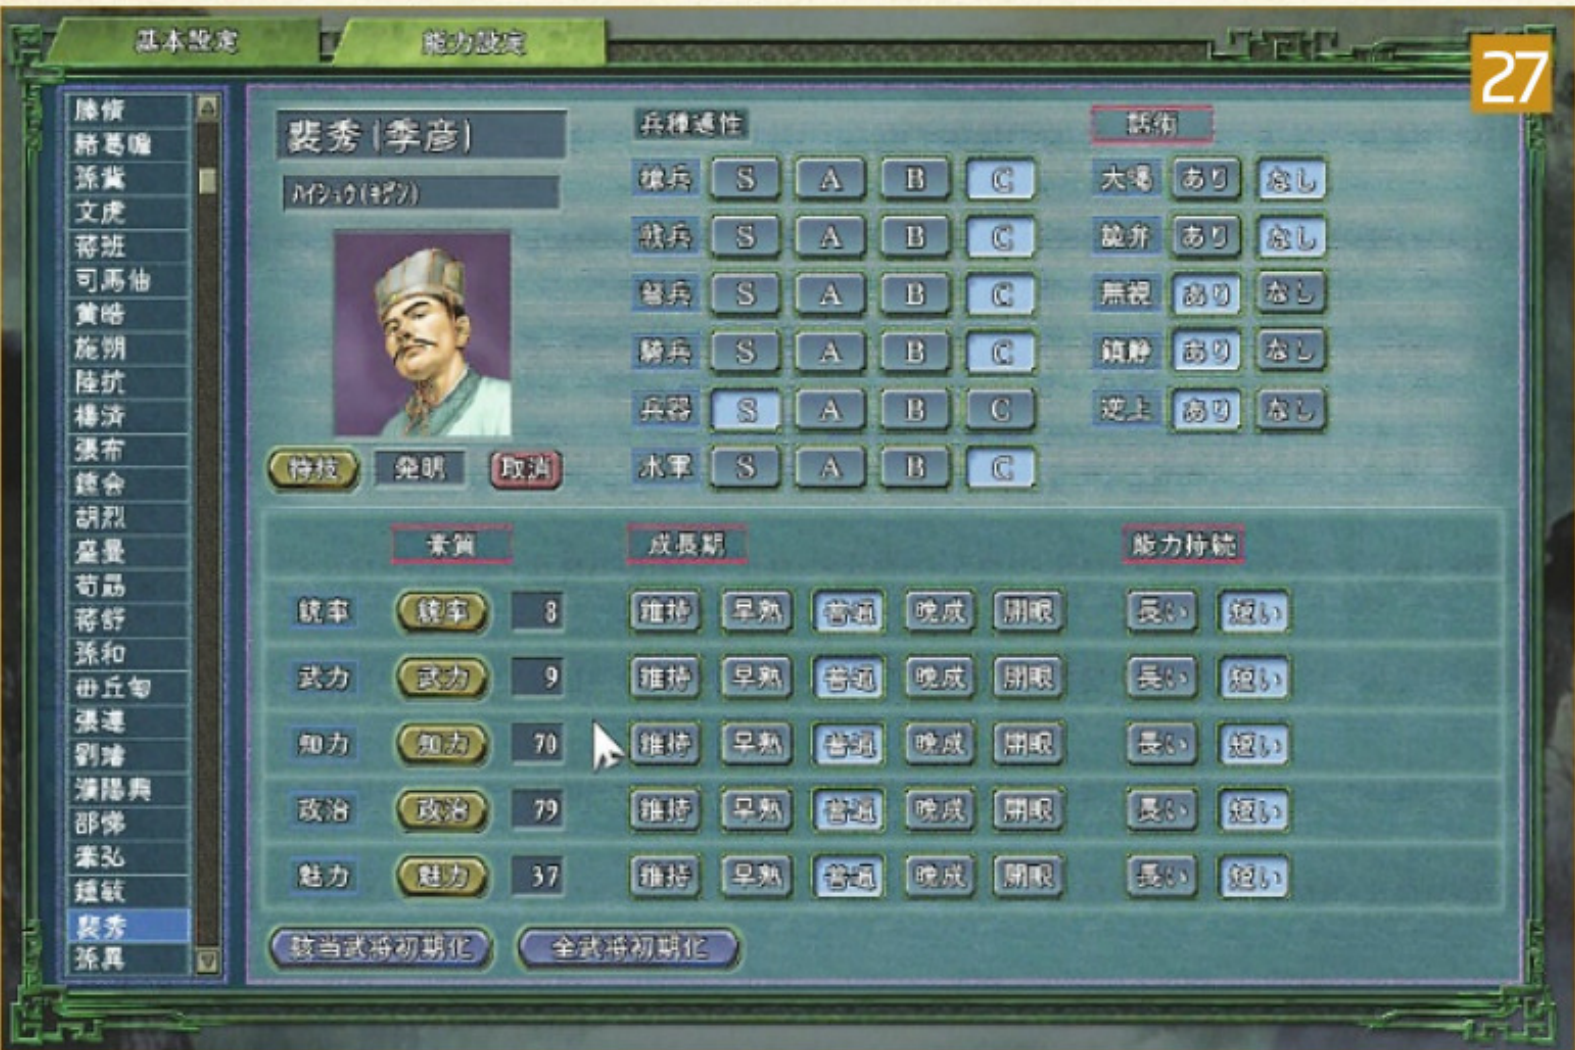 基本設定 能力設定
27
滕脩
諸葛瞻
孫冀
文虎
蒋班
司馬伷
黄皓
施朔
陸抗
楊済
張布
鍾会
胡烈
盛曼
荀勗
蒋舒
孫和
毌丘甸
張遵
劉璿
濮陽興
邵悌
秦弘
鍾毓
裴秀
孫異
裴秀(季彦)
ハイシュウ(キゲン)
特技 発明 取消
兵種適性
槍兵 S A B C
戟兵 S A B C
弩兵 S A B C
騎兵 S A B C
兵器 S A B C
水軍 S A B C
話術
大喝 あり なし
詭弁 あり なし
無視 あり なし
鎮静 あり なし
逆上 あり なし
素質 成長期 能力持続
統率 統率 8 維持 早熟 普通 晩成 開眼 長い 短い
武力 武力 9 維持 早熟 普通 晩成 開眼 長い 短い
知力 知力 70 維持 早熟 普通 晩成 開眼 長い 短い
政治 政治 79 維持 早熟 普通 晩成 開眼 長い 短い
魅力 魅力 37 維持 早熟 普通 晩成 開眼 長い 短い
該当武将初期化 全武将初期化